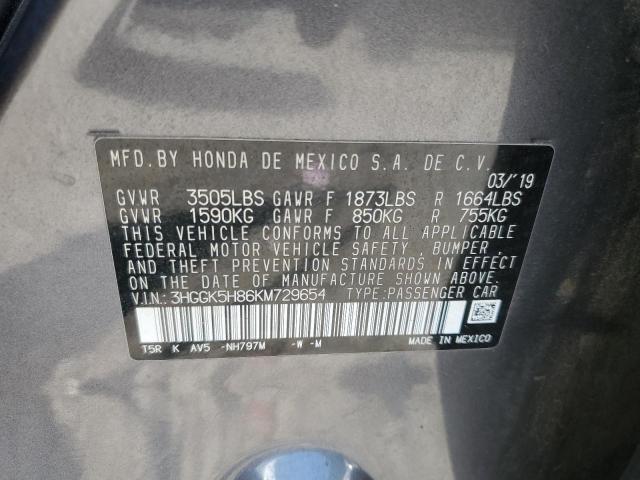 MFD.BY HONDA DE MEXICO S.A. DE C.V.
03/'19
GVWR 3505LBS GAWR F 1873LBS R 1664LBS
GVWR 1590KG GAWR F 850KG R 755KG
THIS VEHICLE CONFORMS TO ALL APPLICABLE
FEDERAL MOTOR VEHICLE SAFETY , BUMPER
AND THEFT PREVENTION STANDARDS IN EFFECT
ON THE DATE OF MANUFACTURE SHOWN ABOVE.
V.I.N.: 3HGGK5H86KM729654 TYPE:PASSENGER CAR
T5R K AV5 -NH797M -W -M MADE IN MEXICO